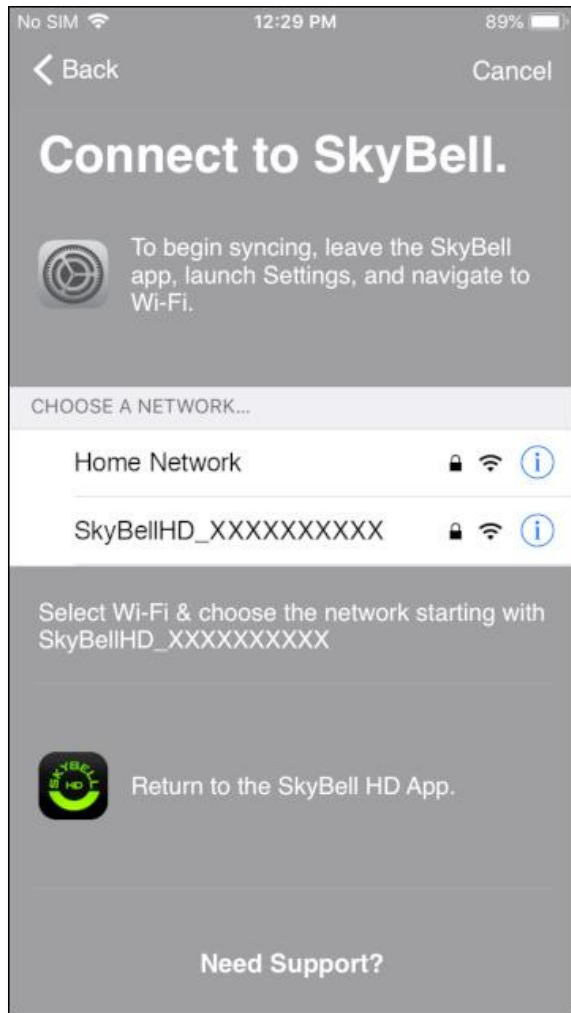 No SIM 12:29 PM 89%
Back Cancel
Connect to SkyBell.
To begin syncing, leave the SkyBell
app, launch Settings, and navigate to
Wi-Fi.
CHOOSE A NETWORK...
Home Network
SkyBellHD_XXXXXXXXXX
Select Wi-Fi & choose the network starting with
SkyBellHD_XXXXXXXXXX
SKYBELL
HD
Return to the SkyBell HD App.
Need Support?